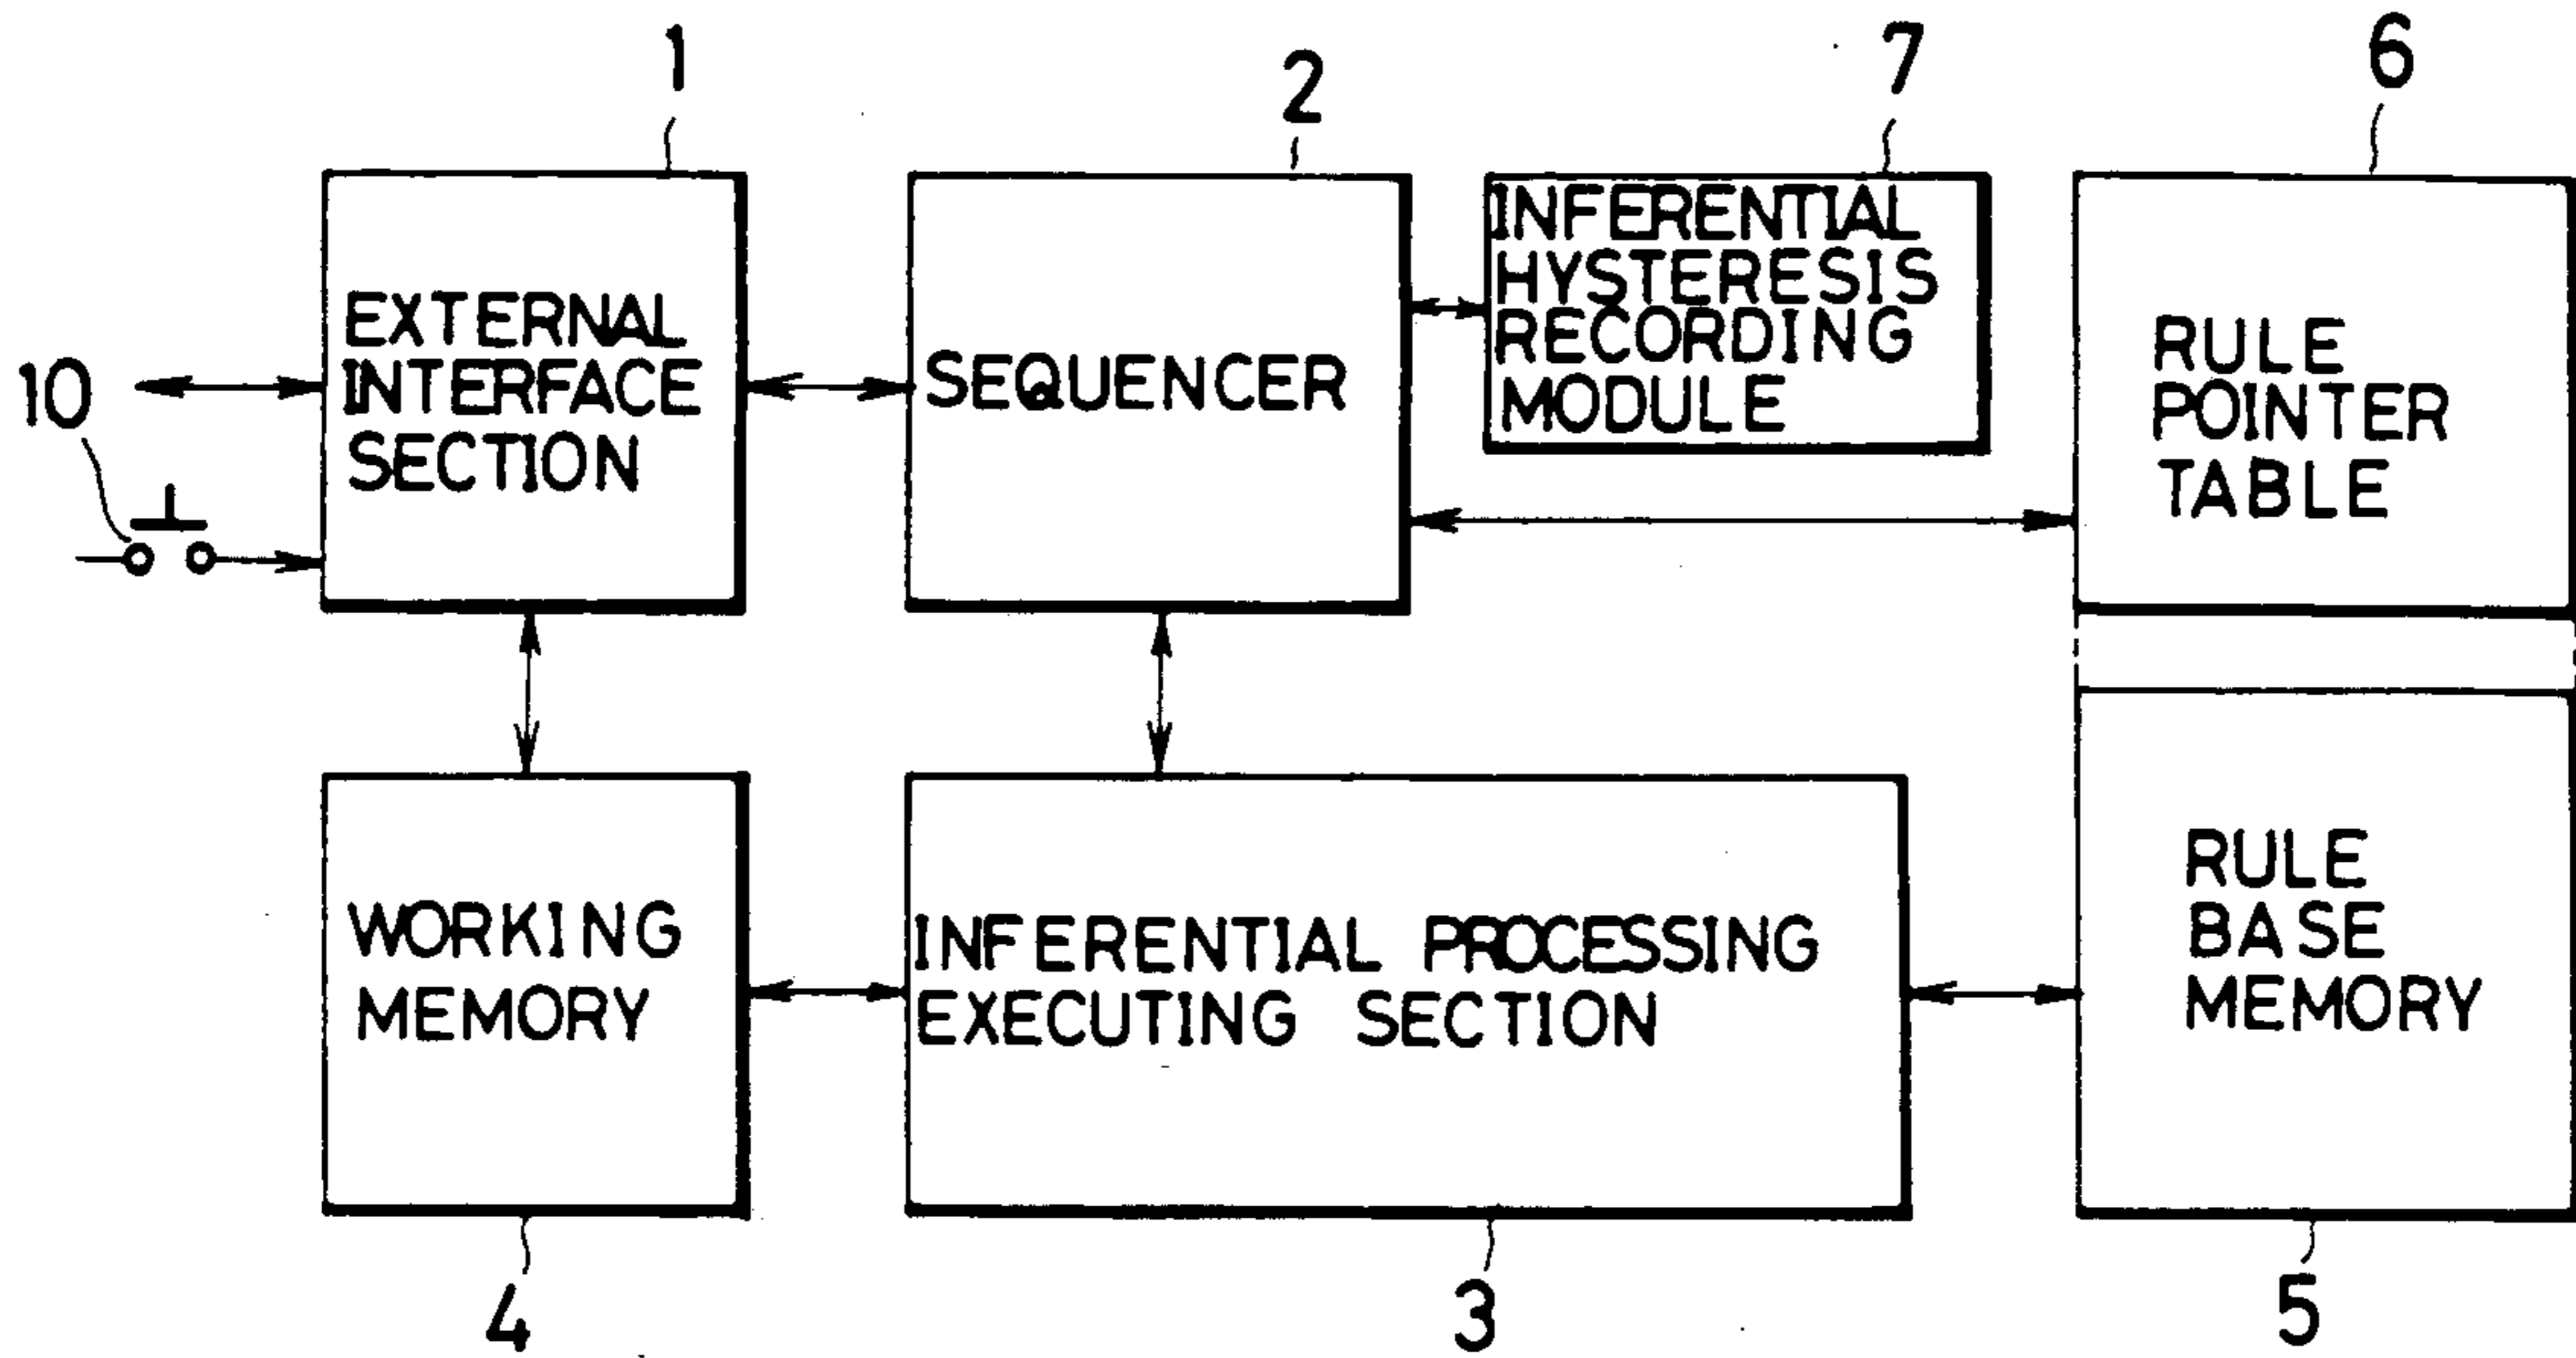 1
2
7
6
EXTERNAL
INTERFACE
SECTION
10
SEQUENCER
INFERENTIAL
HYSTERESIS
RECORDING
MODULE
RULE
POINTER
TABLE
WORKING
MEMORY
INFERENTIAL PROCESSING
EXECUTING SECTION
RULE
BASE
MEMORY
4
3
5